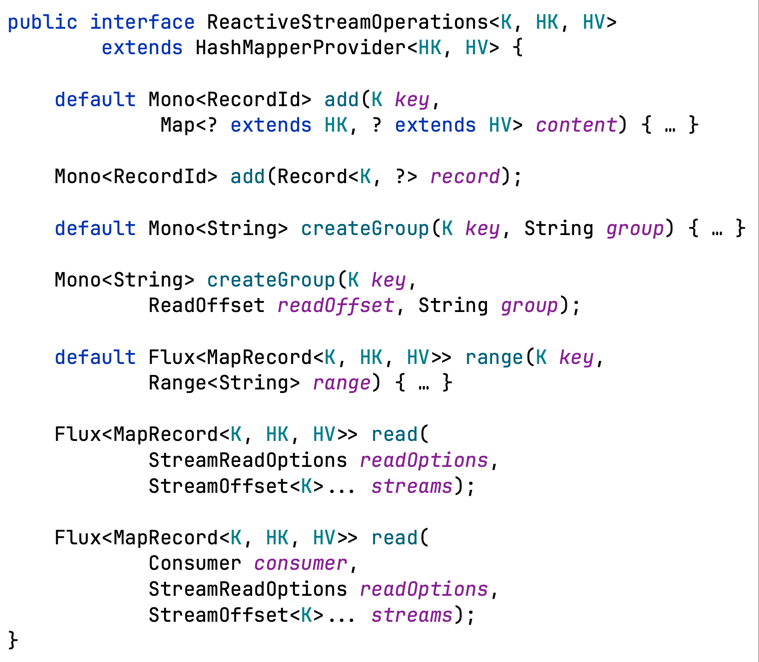 public interface ReactiveStreamOperations<K, HK, HV>
        extends HashMapperProvider<HK, HV> {

    default Mono<RecordId> add(K key,
             Map<? extends HK, ? extends HV> content) { … }

    Mono<RecordId> add(Record<K, ?> record);

    default Mono<String> createGroup(K key, String group) { … }

    Mono<String> createGroup(K key,
            ReadOffset readOffset, String group);

    default Flux<MapRecord<K, HK, HV>> range(K key,
            Range<String> range) { … }

    Flux<MapRecord<K, HK, HV>> read(
            StreamReadOptions readOptions,
            StreamOffset<K>... streams);

    Flux<MapRecord<K, HK, HV>> read(
            Consumer consumer,
            StreamReadOptions readOptions,
            StreamOffset<K>... streams);
}